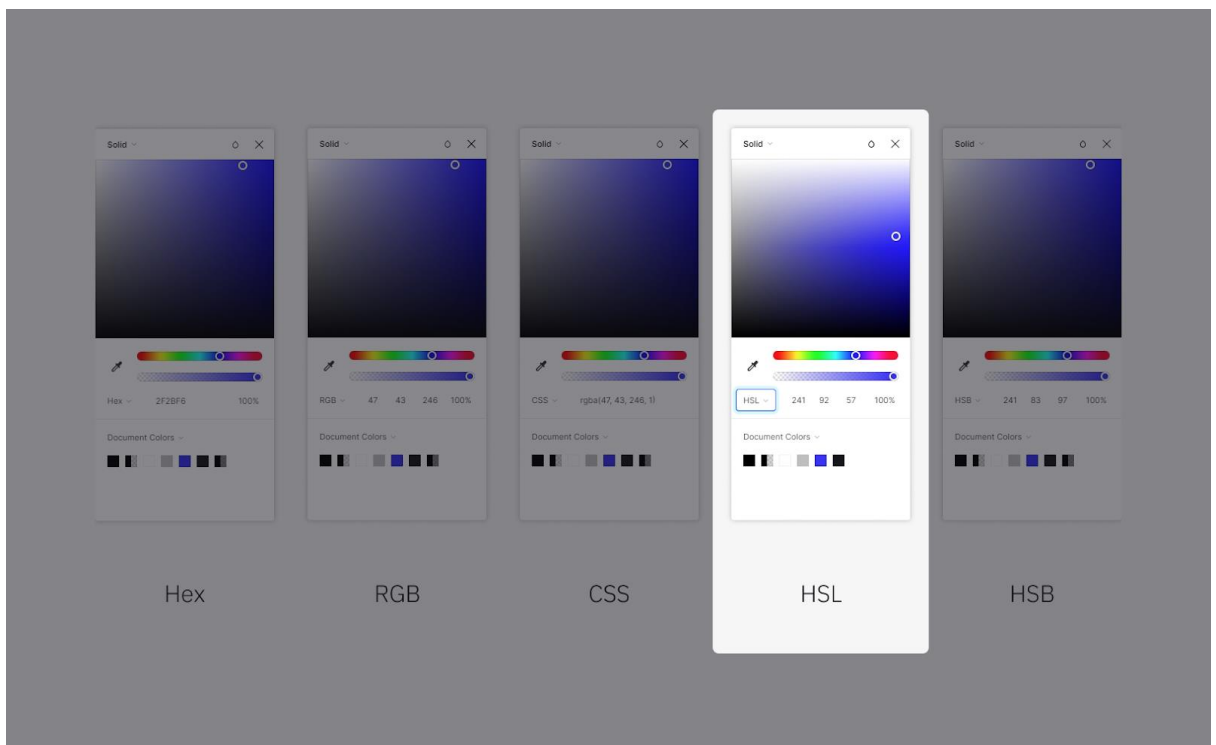 Solid
Hex 2F2BF6 100%
Document Colors
Hex
Solid
RGB 47 43 246 100%
Document Colors
RGB
Solid
CSS rgba(47, 43, 246, 1)
Document Colors
CSS
Solid
HSL 241 92 57 100%
Document Colors
HSL
Solid
HSB 241 83 97 100%
Document Colors
HSB